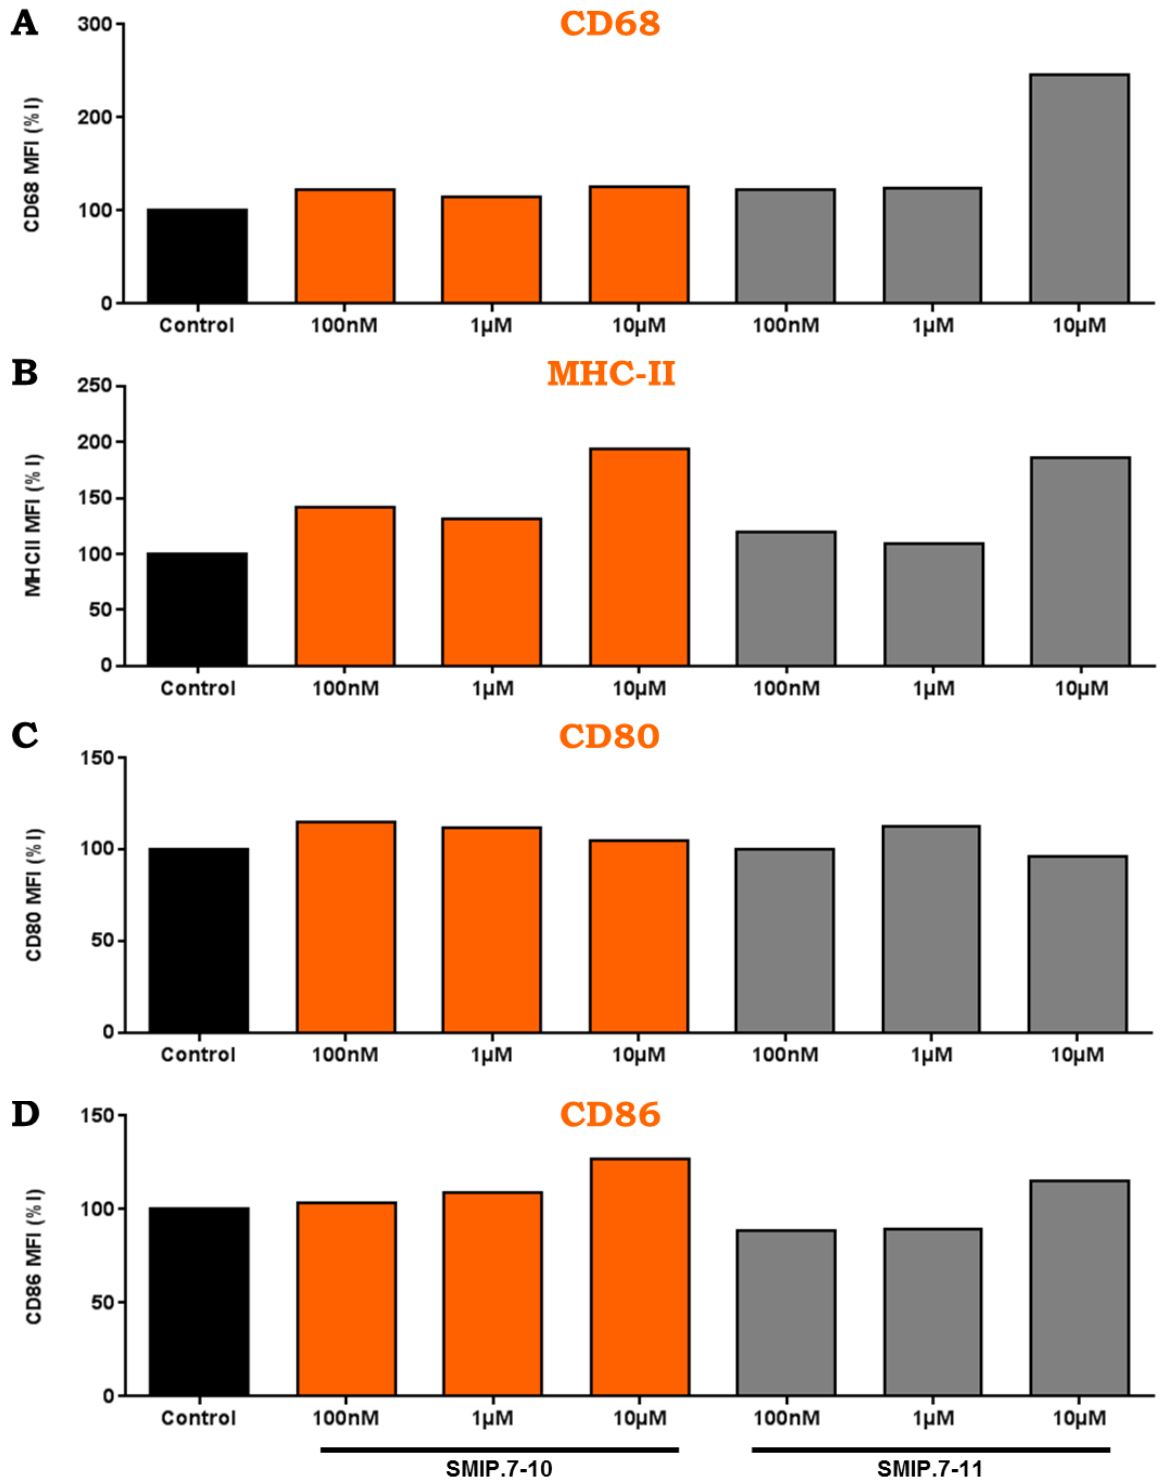 A
CD68
CD68 MFI (%I)
300
200
100
0
Control 100nM 1µM 10µM 100nM 1µM 10µM
B
MHC-II
MHCII MFI (%I)
250
200
150
100
50
0
Control 100nM 1µM 10µM 100nM 1µM 10µM
C
CD80
CD80 MFI (%I)
150
100
50
0
Control 100nM 1µM 10µM 100nM 1µM 10µM
D
CD86
CD86 MFI (%I)
150
100
50
0
Control 100nM 1µM 10µM 100nM 1µM 10µM
SMIP.7-10 SMIP.7-11